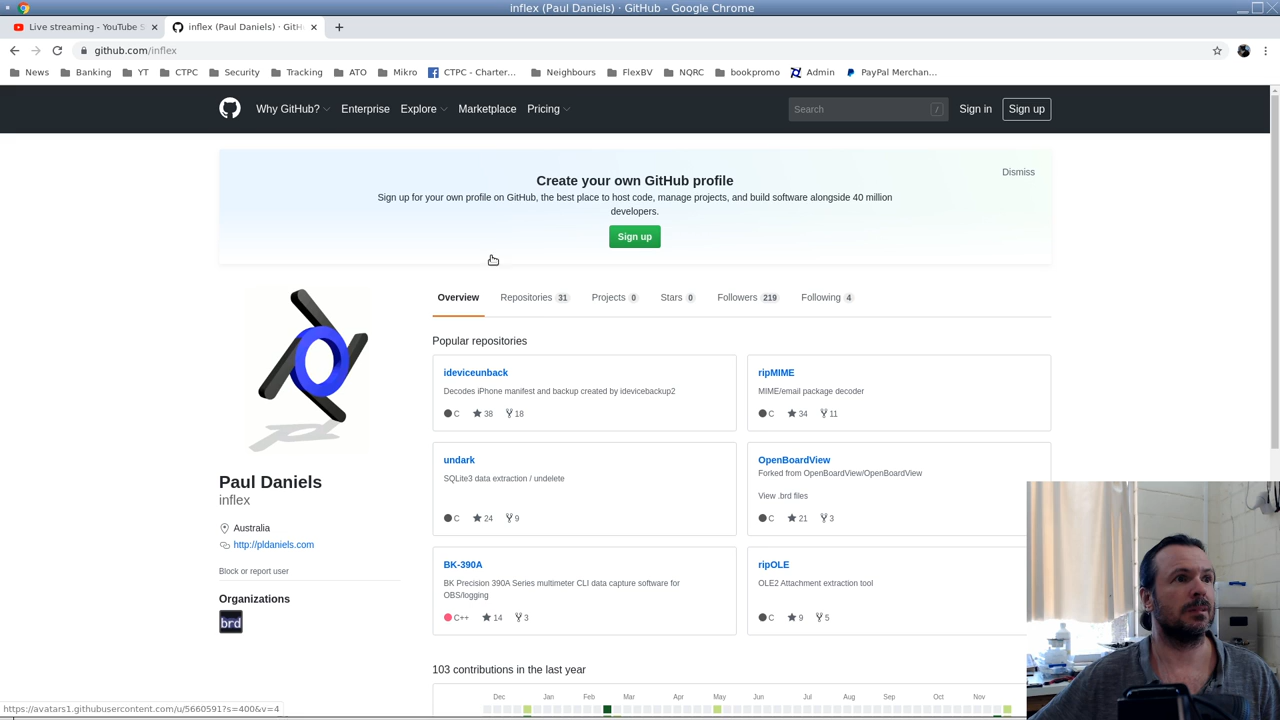 inflex (Paul Daniels) · GitHub - Google Chrome
Live streaming - YouTube S
inflex (Paul Daniels) · GitH
github.com/inflex
News Banking YT CTPC Security Tracking ATO Mikro CTPC - Charter... Neighbours FlexBV NQRC bookpromo Admin PayPal Merchan...
Why GitHub? Enterprise Explore Marketplace Pricing Search / Sign in Sign up
Dismiss
Create your own GitHub profile
Sign up for your own profile on GitHub, the best place to host code, manage projects, and build software alongside 40 million
developers.
Sign up
Overview Repositories 31 Projects 0 Stars 0 Followers 219 Following 4
Popular repositories
ideviceunback
Decodes iPhone manifest and backup created by idevicebackup2
C 38 18
ripMIME
MIME/email package decoder
C 34 11
undark
SQLite3 data extraction / undelete
C 24 9
OpenBoardView
Forked from OpenBoardView/OpenBoardView
View .brd files
C 21 3
BK-390A
BK Precision 390A Series multimeter CLI data capture software for
OBS/logging
C++ 14 3
ripOLE
OLE2 Attachment extraction tool
C 9 5
Paul Daniels
inflex
Australia
http://pldaniels.com
Block or report user
Organizations
brd
103 contributions in the last year
Dec Jan Feb Mar Apr May Jun Jul Aug Sep Oct Nov
https://avatars1.githubusercontent.com/u/5660591?s=400&v=4